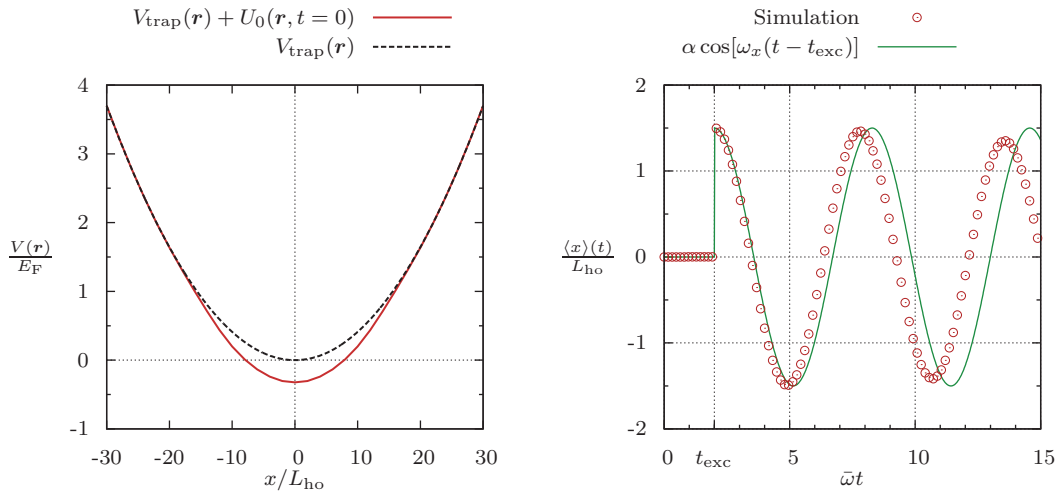 V_trap(r) + U_0(r, t = 0)
V_trap(r)
4
3
2
1
0
-1
V(r)
E_F
-30 -20 -10 0 10 20 30
x/L_ho
Simulation
α cos[ω_x(t − t_exc)]
2
1
0
-1
-2
⟨x⟩(t)
L_ho
0 t_exc 5 10 15
ω̄t